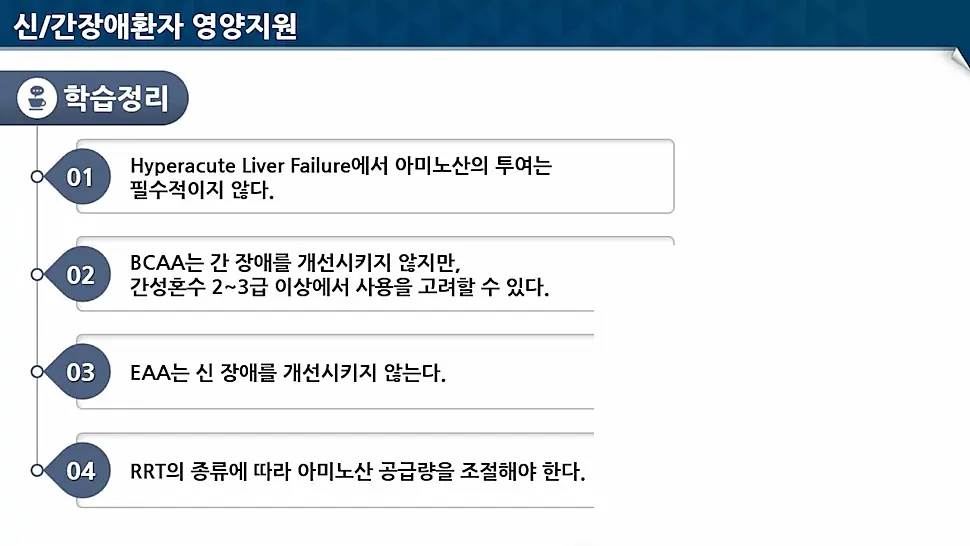 신/간장애환자 영양지원
학습정리
01
Hyperacute Liver Failure에서 아미노산의 투여는
필수적이지 않다.
02
BCAA는 간 장애를 개선시키지 않지만,
간성혼수 2~3급 이상에서 사용을 고려할 수 있다.
03
EAA는 신 장애를 개선시키지 않는다.
04
RRT의 종류에 따라 아미노산 공급량을 조절해야 한다.